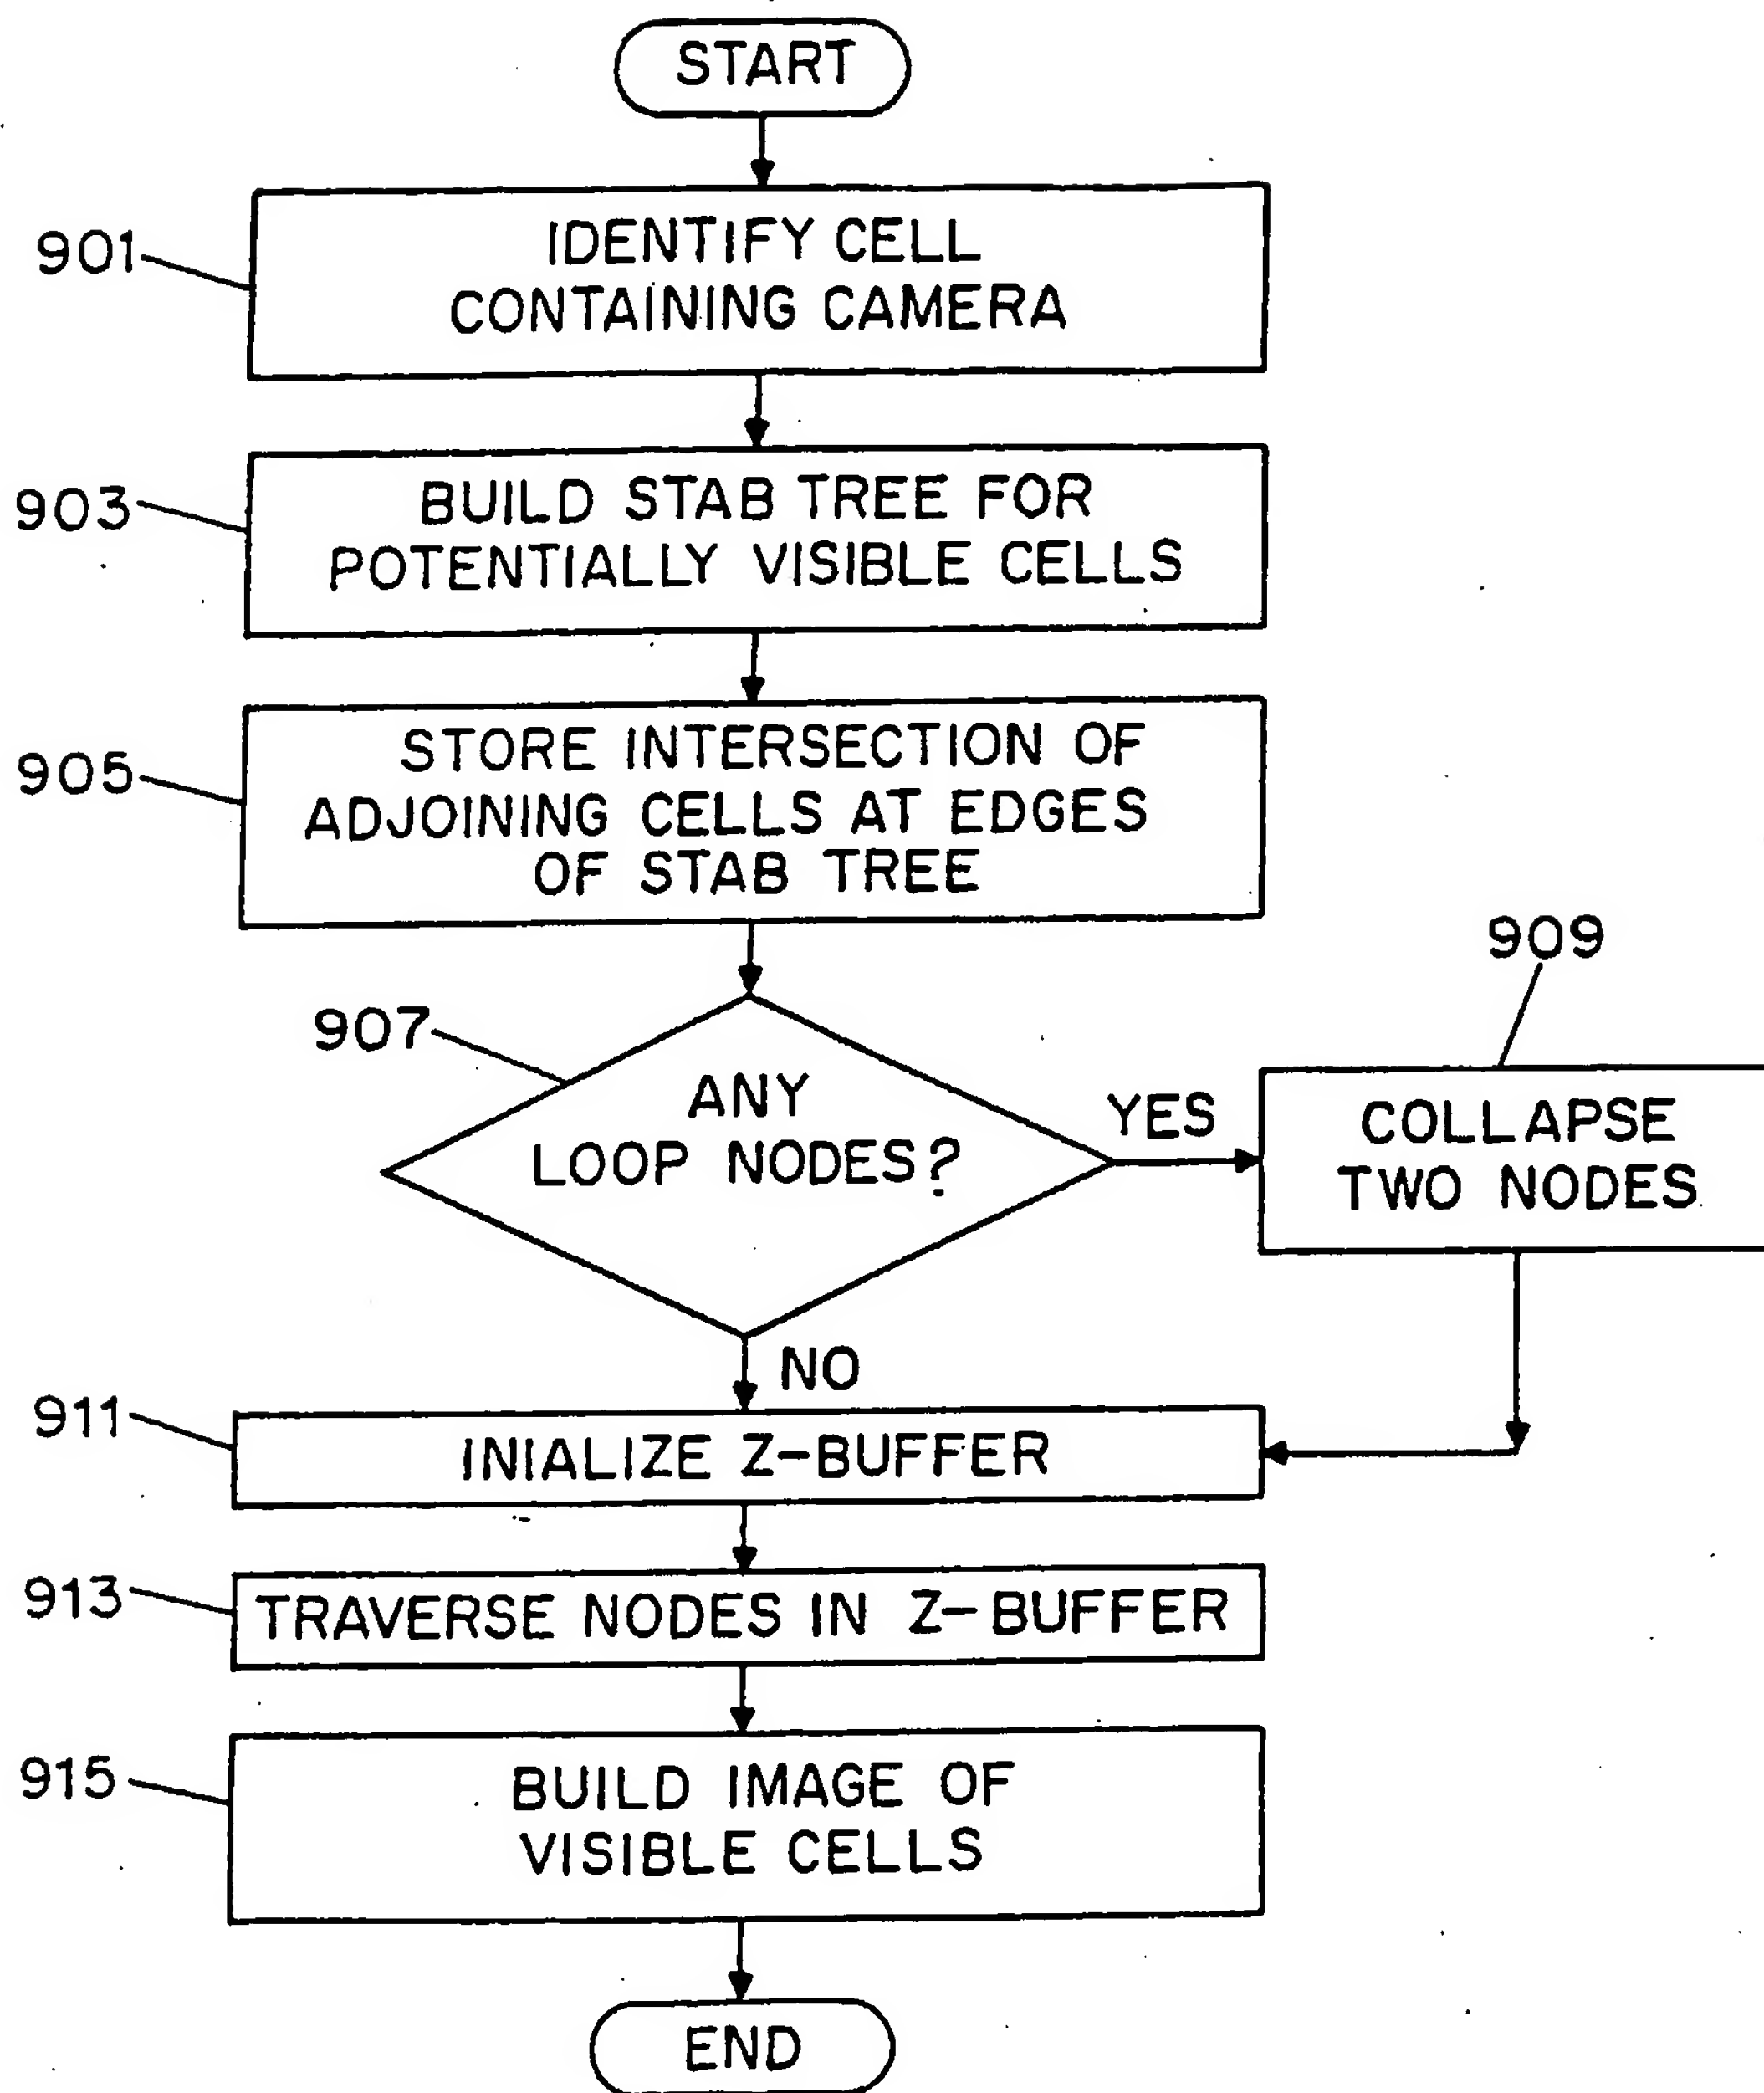 START
901
IDENTIFY CELL
CONTAINING CAMERA
903
BUILD STAB TREE FOR
POTENTIALLY VISIBLE CELLS
905
STORE INTERSECTION OF
ADJOINING CELLS AT EDGES
OF STAB TREE
907
ANY
LOOP NODES?
YES
909
COLLAPSE
TWO NODES
NO
911
INIALIZE Z-BUFFER
913
TRAVERSE NODES IN Z-BUFFER
915
BUILD IMAGE OF
VISIBLE CELLS
END